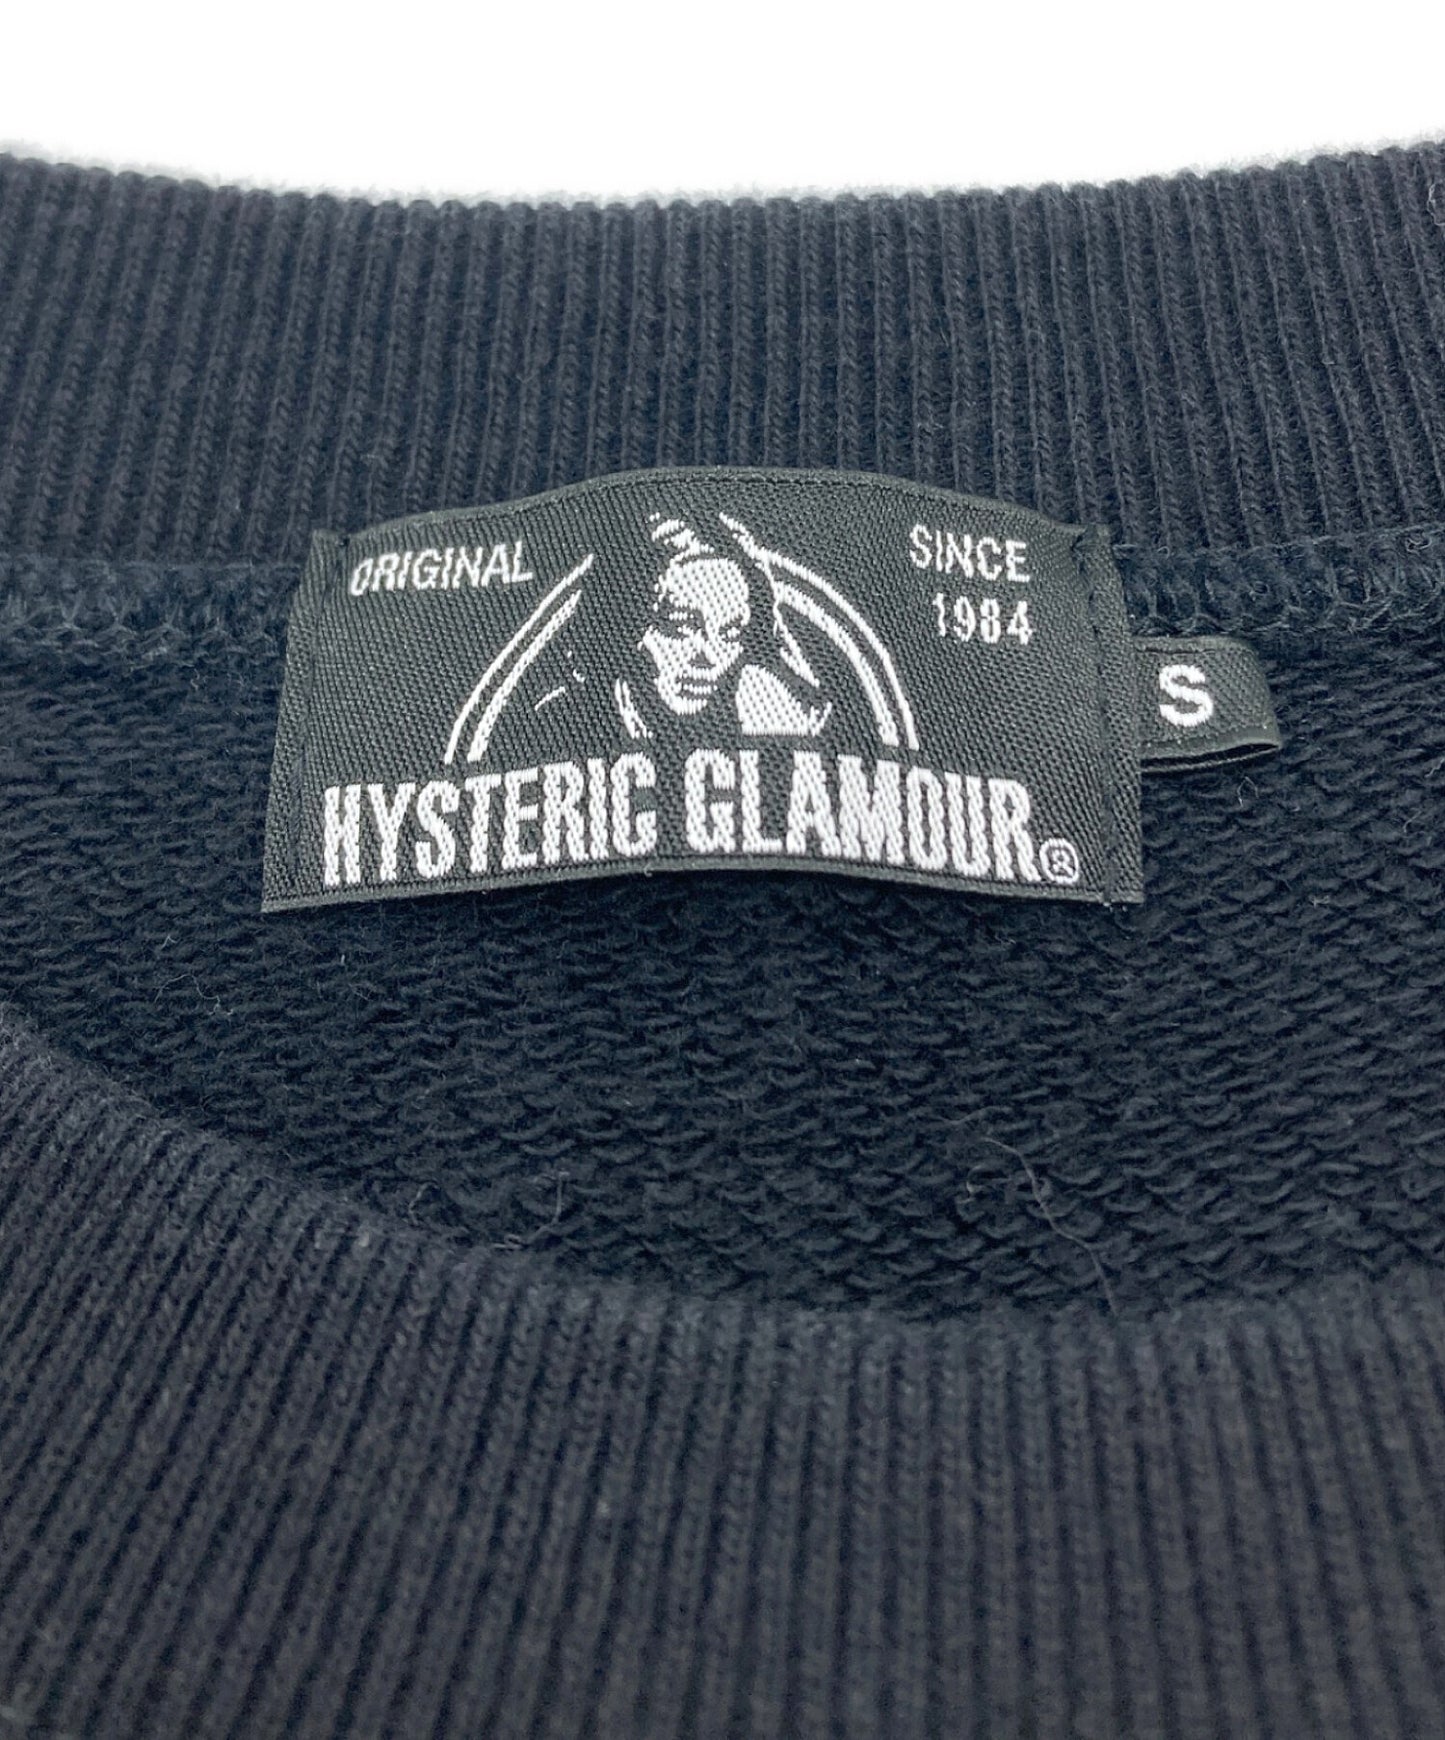 ORIGINAL
SINCE
1984
HYSTERIC GLAMOUR®
S